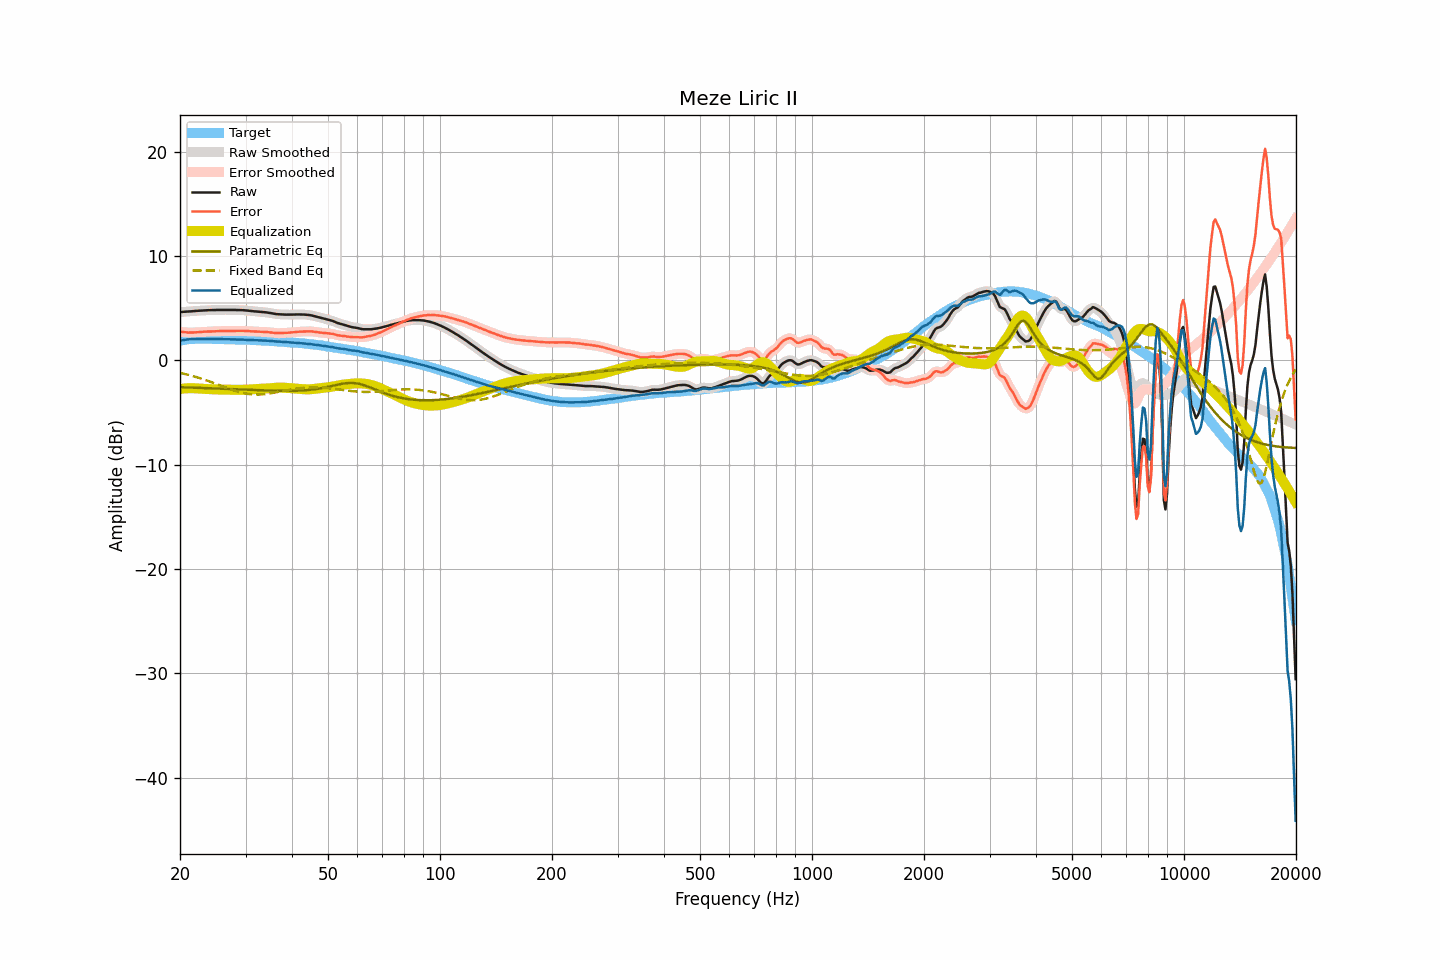 Meze Liric II
Target
Raw Smoothed
Error Smoothed
Raw
Error
Equalization
Parametric Eq
Fixed Band Eq
Equalized
20
10
0
−10
−20
−30
−40
Amplitude (dBr)
20 50 100 200 500 1000 2000 5000 10000 20000
Frequency (Hz)